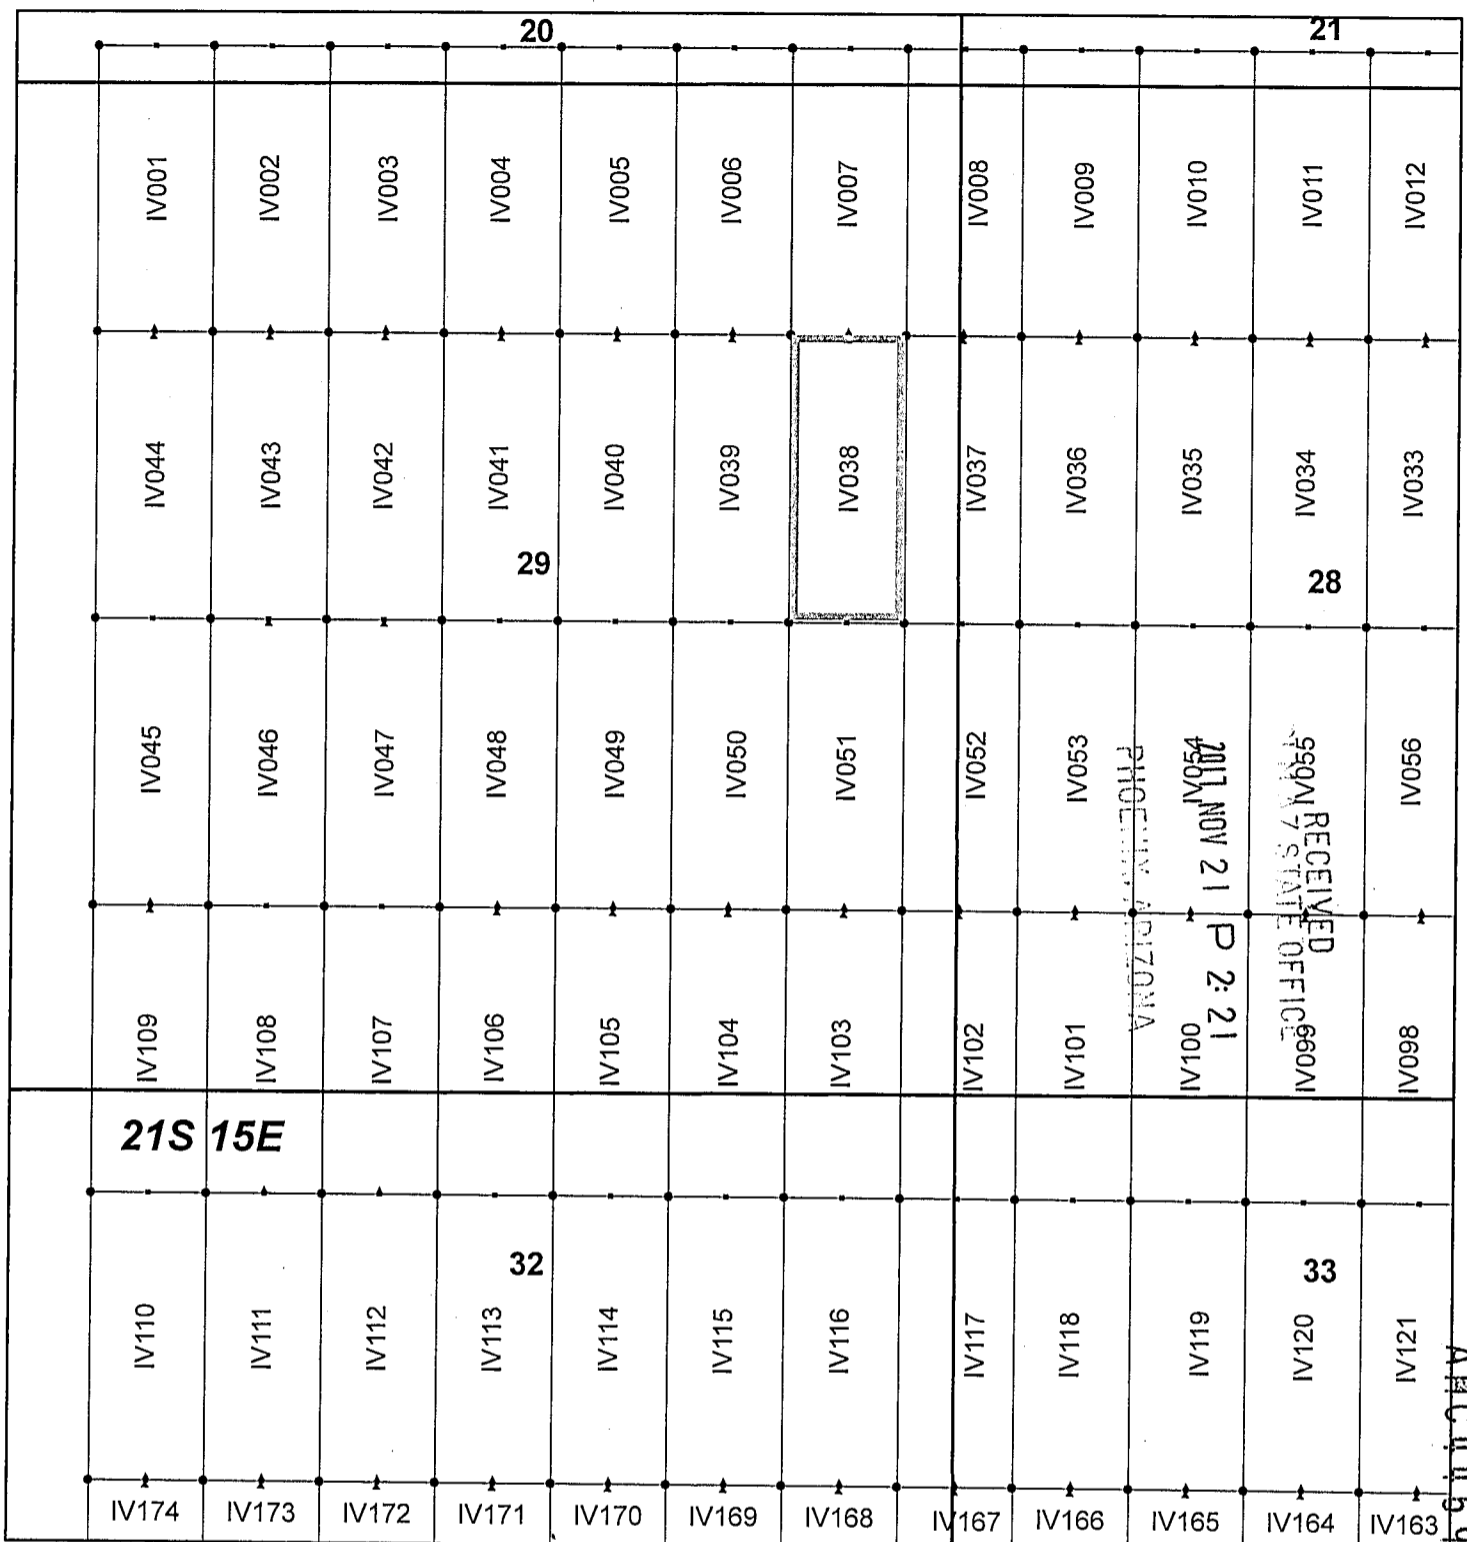 20 21
IV001 IV002 IV003 IV004 IV005 IV006 IV007 IV008 IV009 IV010 IV011 IV012
IV044 IV043 IV042 IV041 IV040 IV039 IV038 IV037 IV036 IV035 IV034 IV033
29 28
IV045 IV046 IV047 IV048 IV049 IV050 IV051 IV052 IV053 IV054 IV055 IV056
RECEIVED
STATE OFFICE
2017 NOV 21 P 2:21
PHOENIX, ARIZONA
IV109 IV108 IV107 IV106 IV105 IV104 IV103 IV102 IV101 IV100 IV099 IV098
21S 15E
32 33
IV110 IV111 IV112 IV113 IV114 IV115 IV116 IV117 IV118 IV119 IV120 IV121
IV174 IV173 IV172 IV171 IV170 IV169 IV168 IV167 IV166 IV165 IV164 IV163